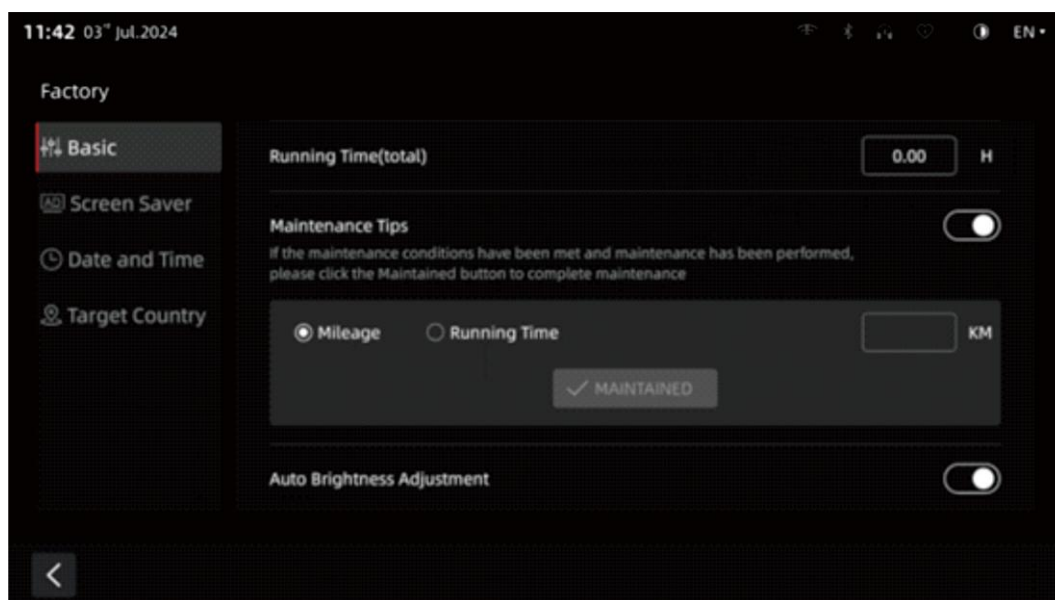 11:42 03rd Jul.2024
EN
Factory
Basic
AD Screen Saver
Date and Time
Target Country
Running Time(total)
0.00 H
Maintenance Tips
If the maintenance conditions have been met and maintenance has been performed,
please click the Maintained button to complete maintenance
Mileage
Running Time
KM
MAINTAINED
Auto Brightness Adjustment